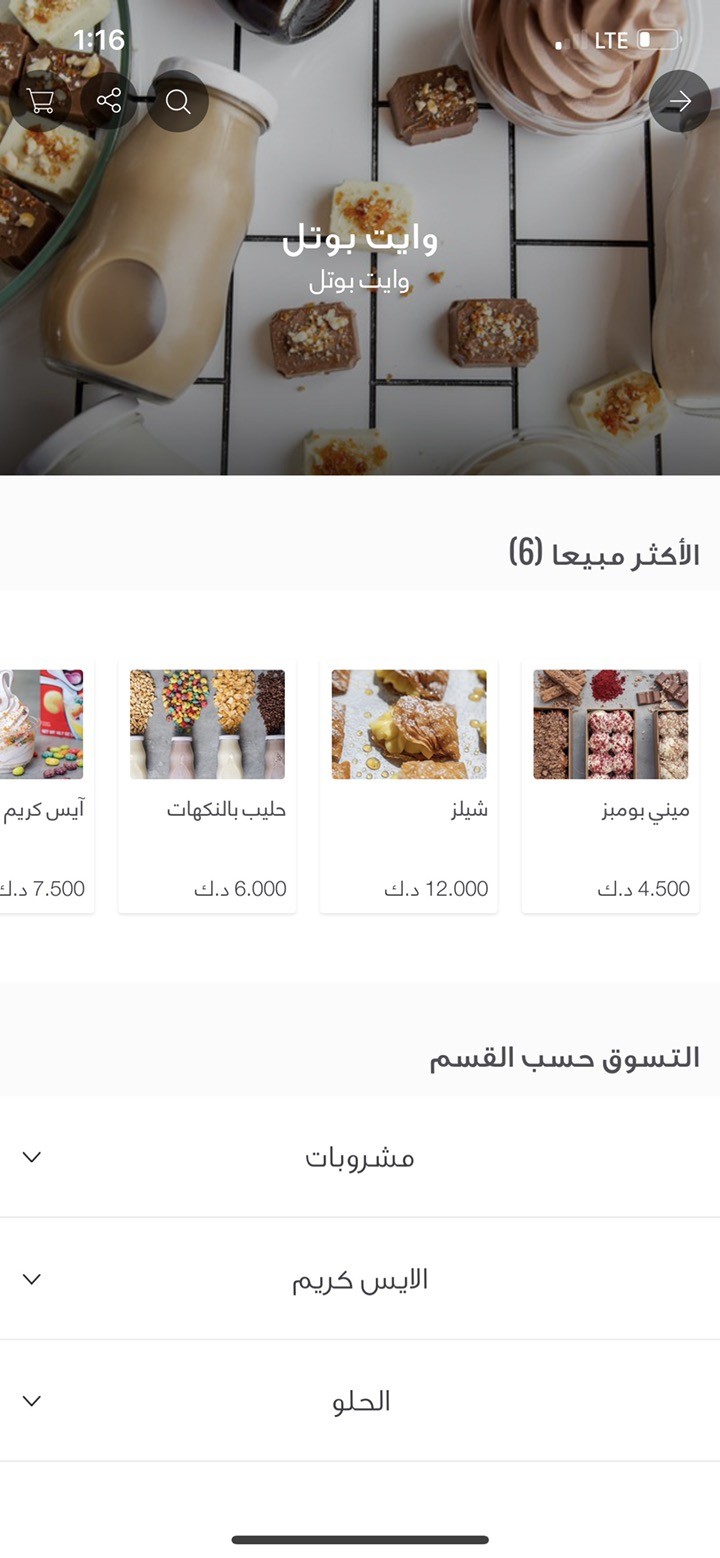 1:16
LTE
وايت بوتل
وايت بوتل
الأكثر مبيعا (6)
ميني بومبز
4.500 د.ك
شيلز
12.000 د.ك
حليب بالنكهات
6.000 د.ك
آيس كريم
7.500 د.ك
التسوق حسب القسم
مشروبات
الايس كريم
الحلو